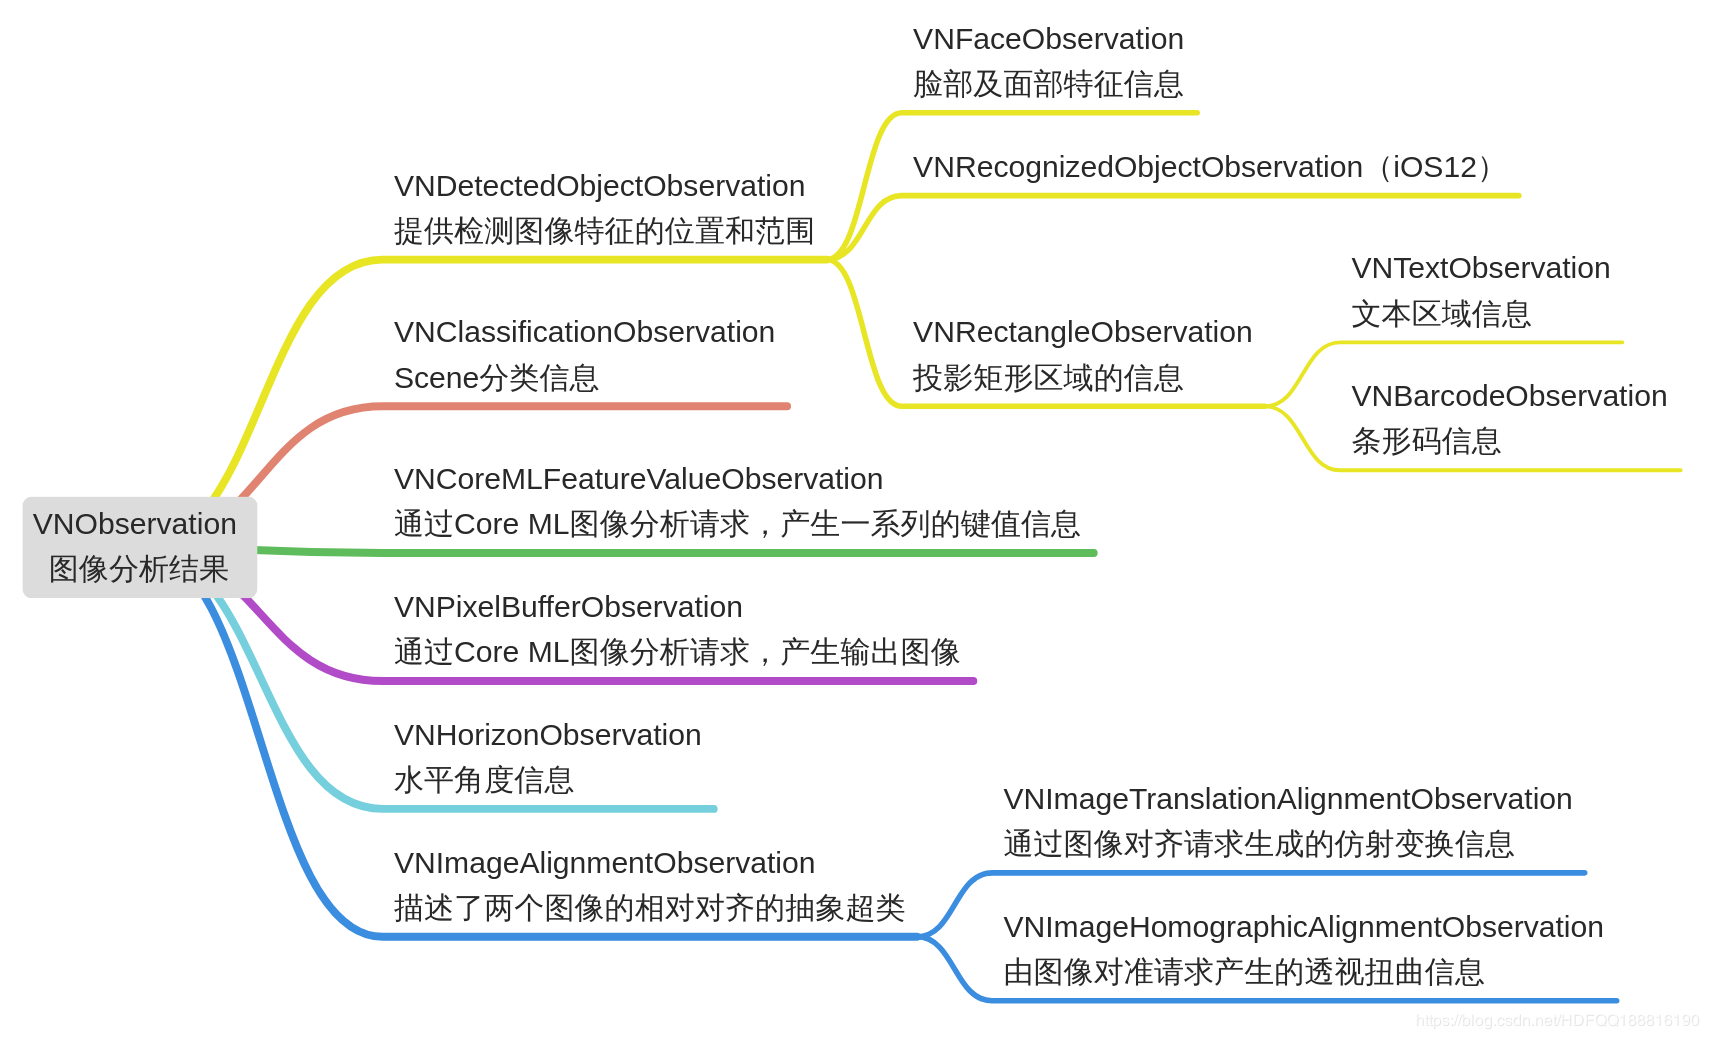 VNFaceObservation
脸部及面部特征信息
VNRecognizedObjectObservation（iOS12）
VNDetectedObjectObservation
提供检测图像特征的位置和范围
VNTextObservation
文本区域信息
VNRectangleObservation
投影矩形区域的信息
VNBarcodeObservation
条形码信息
VNClassificationObservation
Scene分类信息
VNCoreMLFeatureValueObservation
通过Core ML图像分析请求，产生一系列的键值信息
VNObservation
图像分析结果
VNPixelBufferObservation
通过Core ML图像分析请求，产生输出图像
VNHorizonObservation
水平角度信息
VNImageAlignmentObservation
描述了两个图像的相对对齐的抽象超类
VNImageTranslationAlignmentObservation
通过图像对齐请求生成的仿射变换信息
VNImageHomographicAlignmentObservation
由图像对准请求产生的透视扭曲信息
https://blog.csdn.net/HDFQQ188816190